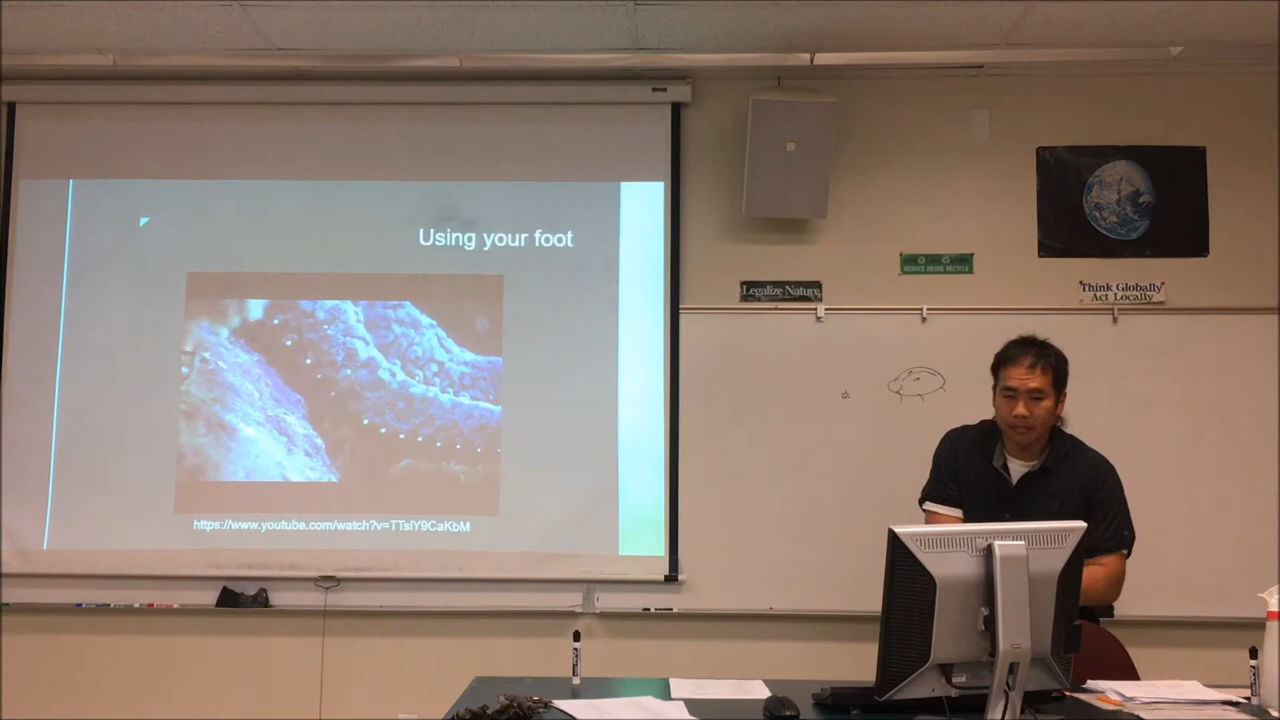 Using your foot
https://www.youtube.com/watch?v=TTslY9CaKbM
REDUCE REUSE RECYCLE
Legalize Nature
Think Globally
Act Locally